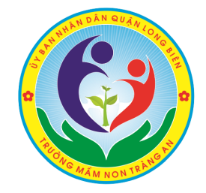 ỦY BAN NHÂN DÂN QUẬN LONG BIÊN
TRƯỜNG MẦM NON TRÀNG AN